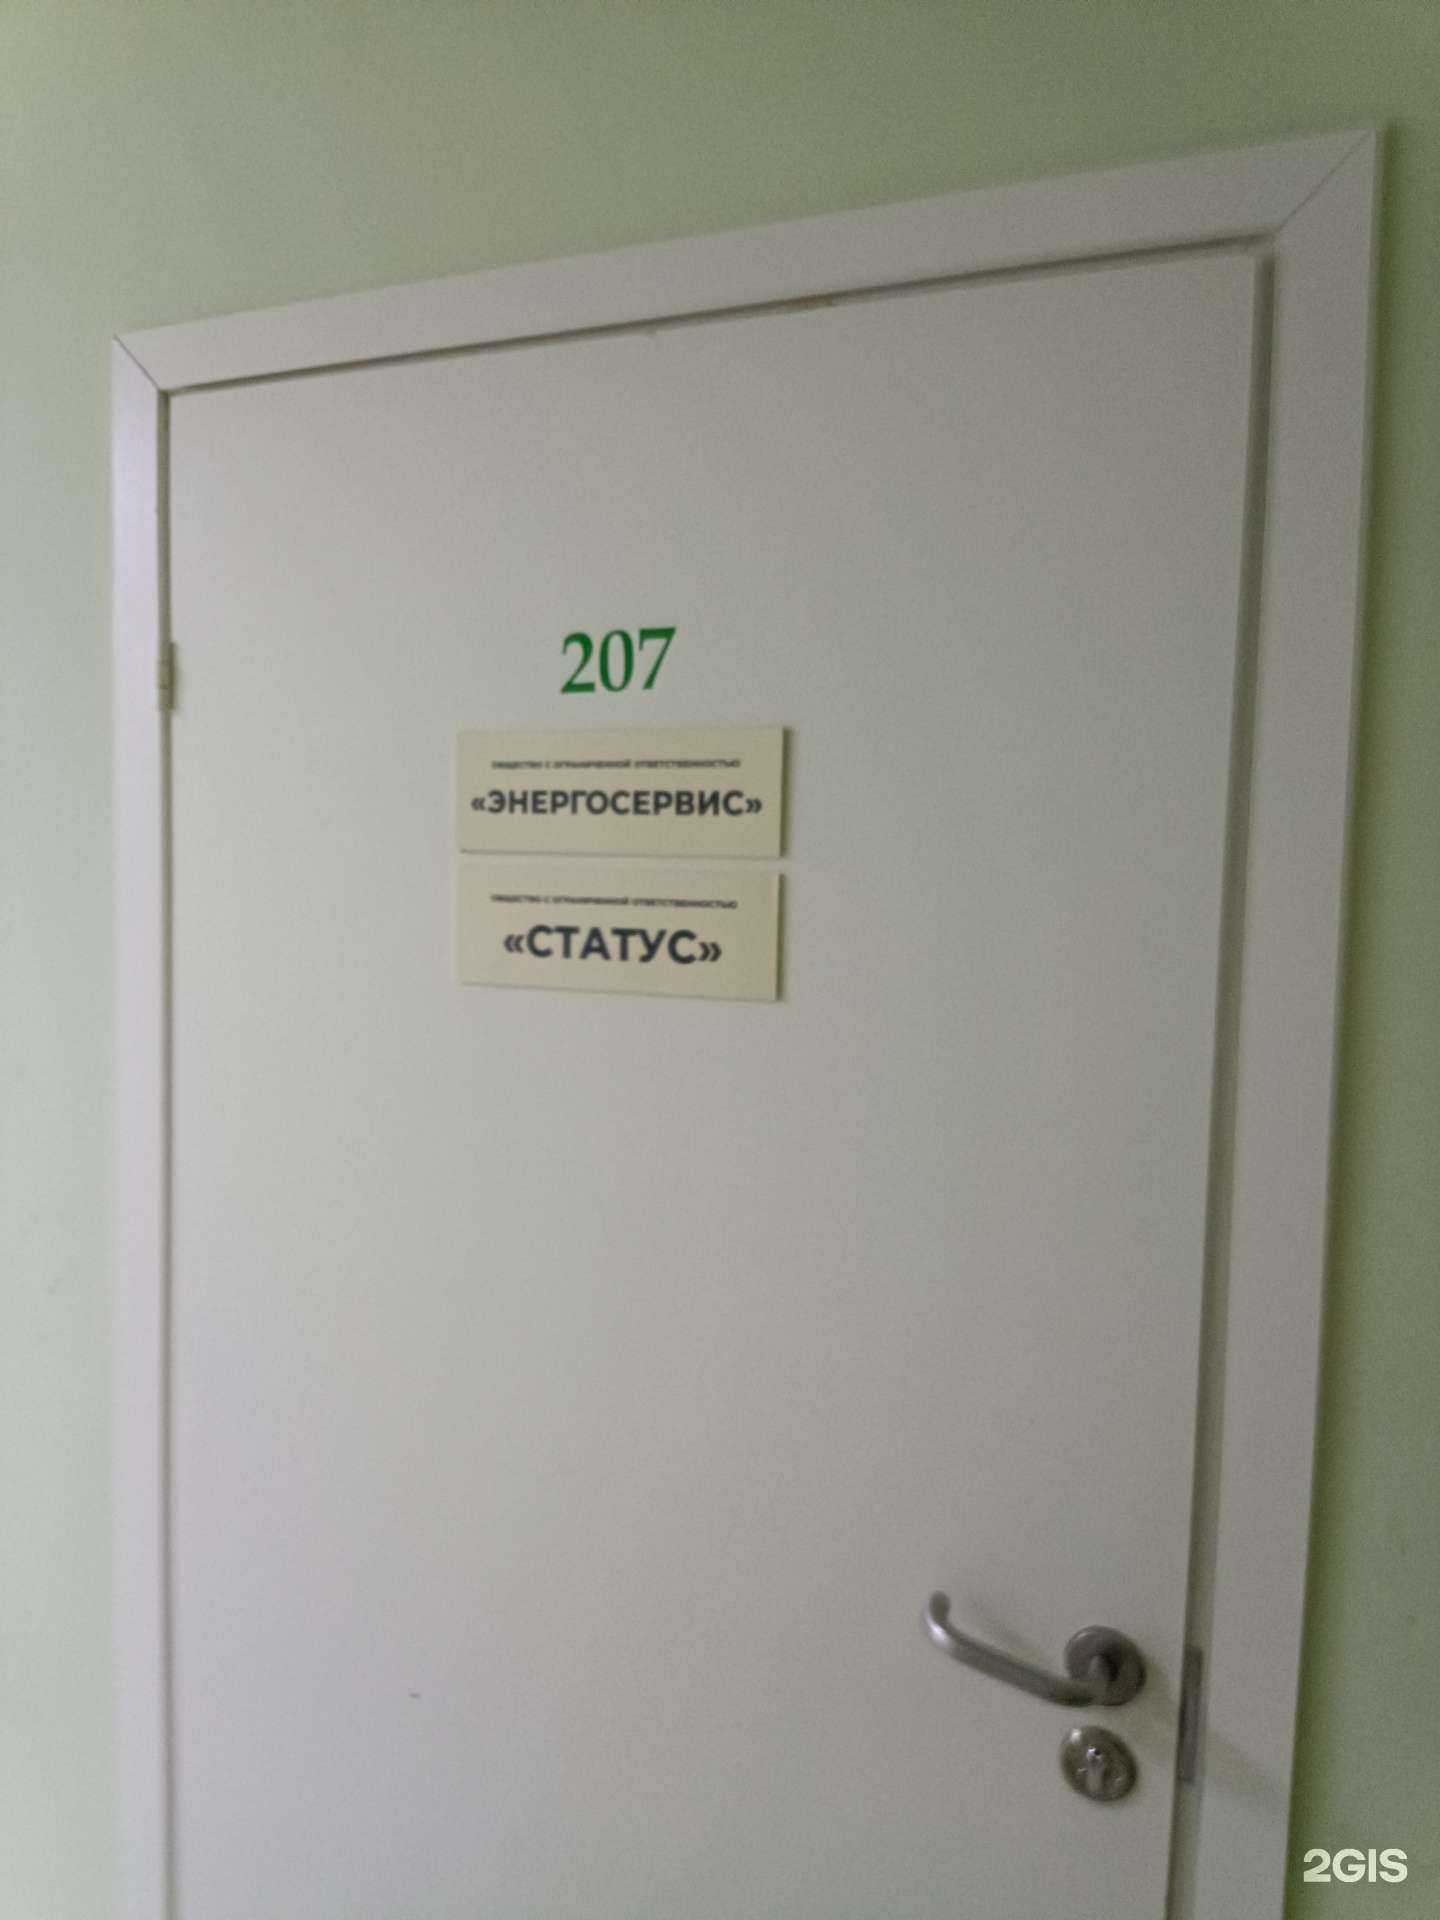 207
ОБЩЕСТВО С ОГРАНИЧЕННОЙ ОТВЕТСТВЕННОСТЬЮ
«ЭНЕРГОСЕРВИС»
ОБЩЕСТВО С ОГРАНИЧЕННОЙ ОТВЕТСТВЕННОСТЬЮ
«СТАТУС»
2GIS